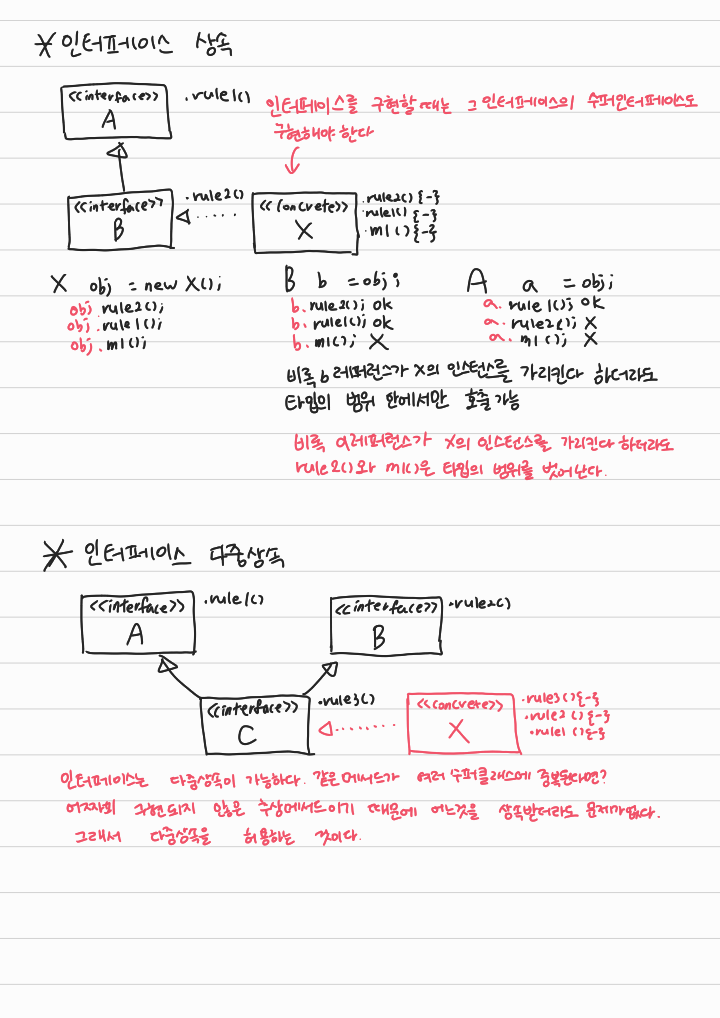 * 인터페이스 상속
<<interface>> .rule1()
A
인터페이스를 구현할 때는 그 인터페이스의 수퍼인터페이스도
구현해야 한다
<<interface>> .rule2()
B
<<concrete>>
X
.rule2() {-}
.rule1() {-}
.m1() {-}
X obj = new X();
obj.rule2();
obj.rule1();
obj.m1();
B b = obj;
b.rule2(); ok
b.rule1(); ok
b.m1(); X
A a = obj;
a.rule1(); ok
a.rule2(); X
a.m1(); X
비록 b 레퍼런스가 X의 인스턴스를 가리킨다 하더라도
타입의 범위 안에서만 호출 가능
비록 a레퍼런스가 X의 인스턴스를 가리킨다 하더라도
rule2()와 m1()은 타입의 범위를 벗어난다.
* 인터페이스 다중상속
<<interface>> .rule1()
A
<<interface>> .rule2()
B
<<interface>> .rule3()
C
<<concrete>>
X
.rule3() {-}
.rule2() {-}
.rule1() {-}
인터페이스는 다중상속이 가능하다. 같은 메서드가 여러 수퍼클래스에 중복된다면?
어짜피 구현되지 않은 추상메서드이기 때문에 어느것을 상속받더라도 문제가없다.
그래서 다중상속을 허용하는 것이다.